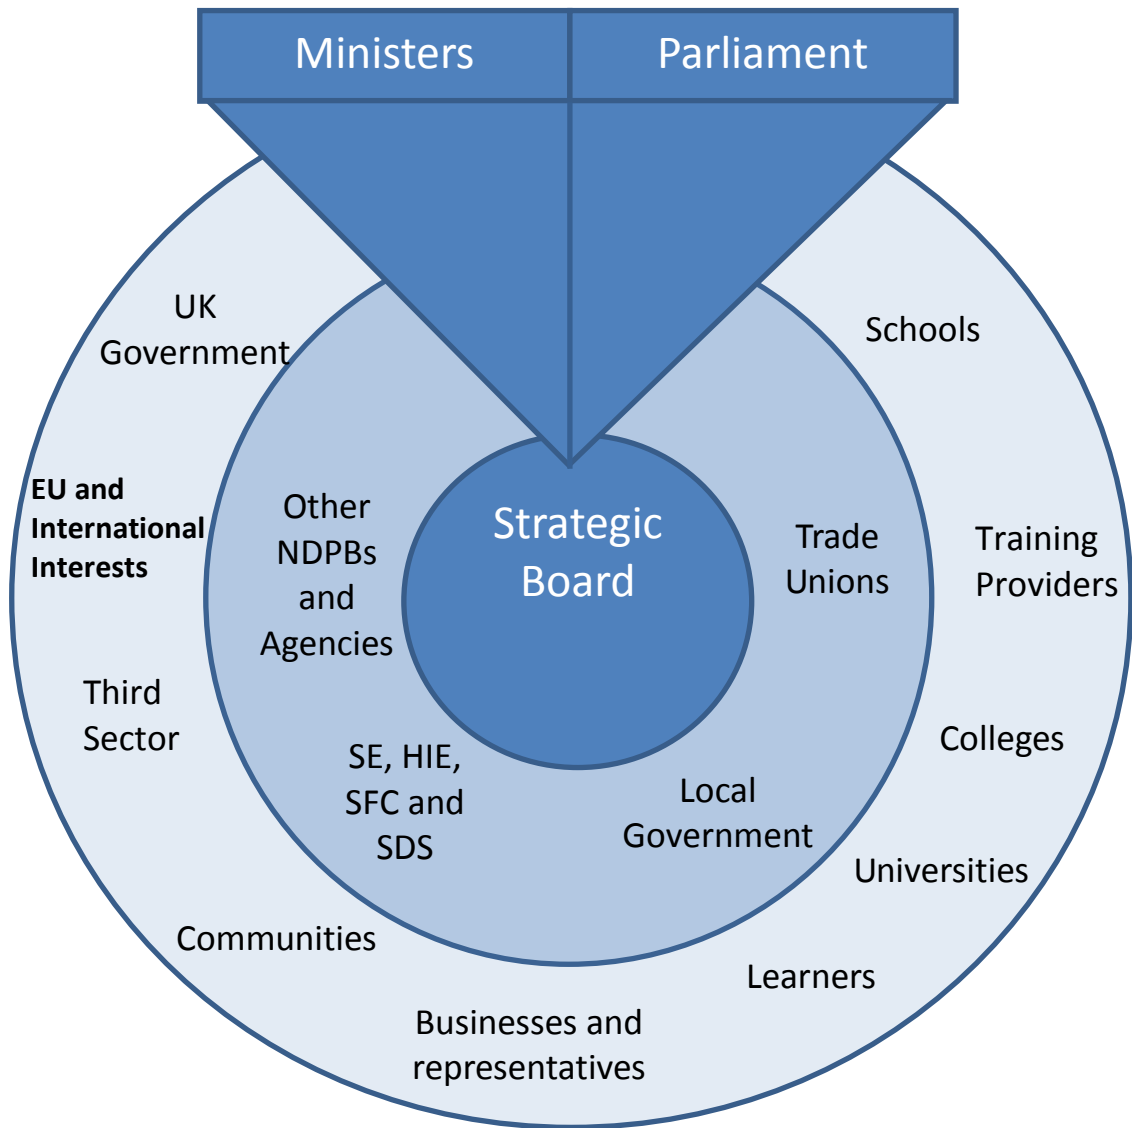 Ministers
Parliament
UK
Government
Schools
EU and
International
Interests
Other
NDPBs
and
Agencies
Strategic
Board
Trade
Unions
Training
Providers
Third
Sector
SE, HIE,
SFC and
SDS
Local
Government
Colleges
Universities
Communities
Learners
Businesses and
representatives